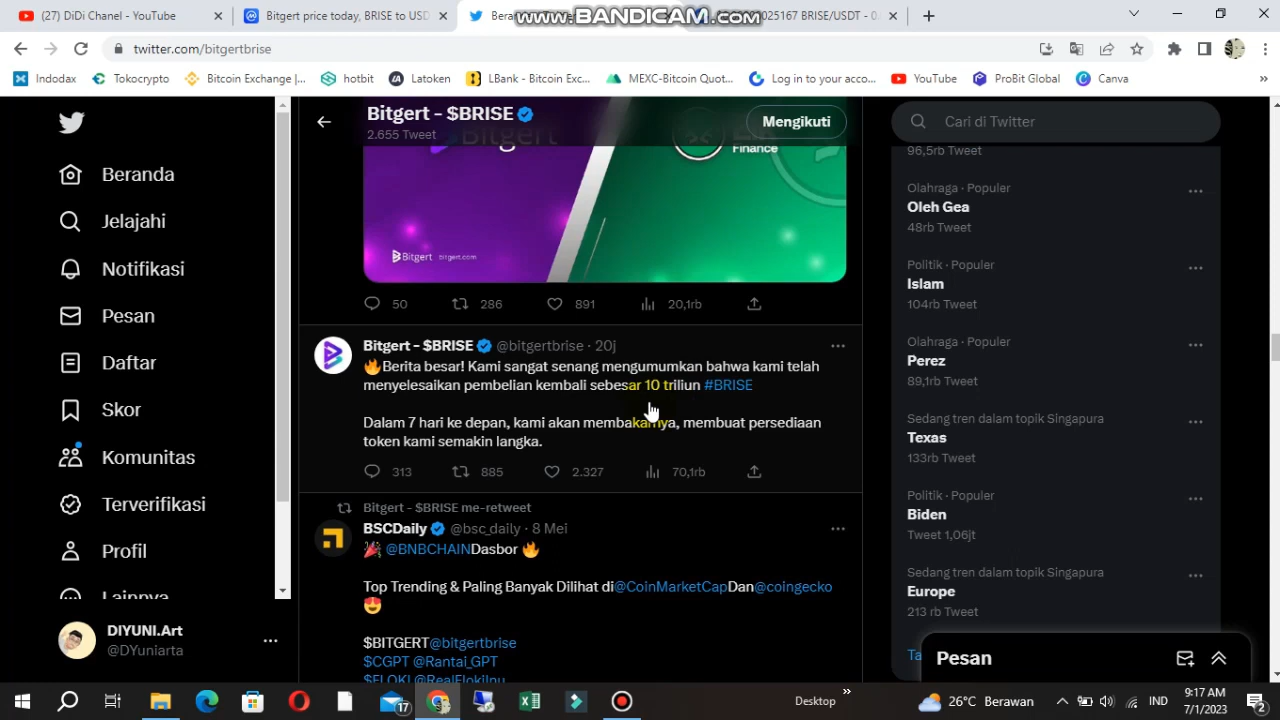 (27) DiDi Chanel - YouTube
Bitgert price today, BRISE to USD
www.BANDICAM.com
025167 BRISE/USDT - 0.
twitter.com/bitgertbrise
Indodax
Tokocrypto
Bitcoin Exchange |...
hotbit
Latoken
LBank - Bitcoin Exc...
MEXC-Bitcoin Quot...
Log in to your acco...
YouTube
ProBit Global
Canva
Beranda
Jelajahi
Notifikasi
Pesan
Daftar
Skor
Komunitas
Terverifikasi
Profil
Lainnya
DIYUNI.Art
@DYuniarta
Bitgert - $BRISE
2.655 Tweet
Mengikuti
Bitgert
Finance
Bitgert bitgert.com
50 286 891 20,1rb
Bitgert - $BRISE @bitgertbrise · 20j
🔥Berita besar! Kami sangat senang mengumumkan bahwa kami telah
menyelesaikan pembelian kembali sebesar 10 triliun #BRISE
Dalam 7 hari ke depan, kami akan membakarnya, membuat persediaan
token kami semakin langka.
313 885 2.327 70,1rb
Bitgert - $BRISE me-retweet
BSCDaily @bsc_daily · 8 Mei
🎉 @BNBCHAINDasbor 🔥
Top Trending & Paling Banyak Dilihat di@CoinMarketCapDan@coingecko
😍
$BITGERT@bitgertbrise
$CGPT @Rantai_GPT
$FLOKI @RealFlokiInu
Cari di Twitter
96,5rb Tweet
Olahraga · Populer
Oleh Gea
48rb Tweet
Politik · Populer
Islam
104rb Tweet
Olahraga · Populer
Perez
89,1rb Tweet
Sedang tren dalam topik Singapura
Texas
133rb Tweet
Politik · Populer
Biden
Tweet 1,06jt
Sedang tren dalam topik Singapura
Europe
213 rb Tweet
Pesan
17
Desktop
26°C Berawan
IND
9:17 AM
7/1/2023
2